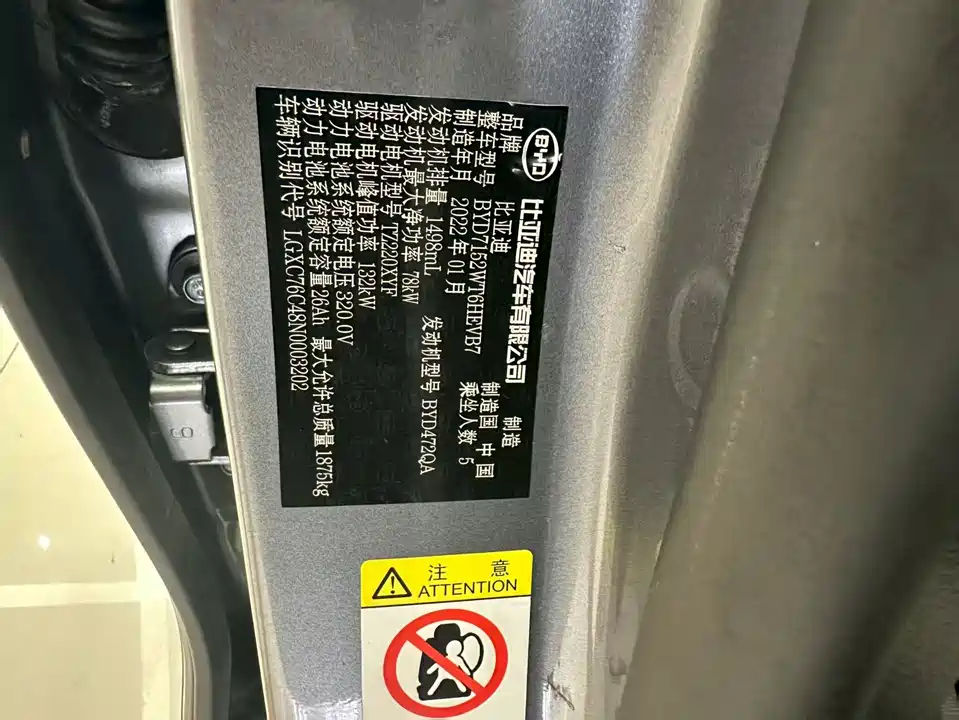 BYD 比亚迪汽车有限公司 制造
品牌 比亚迪 制造国 中国
整车型号 BYD7152WT6HEVB7 乘坐人数 5
制造年月 2022年01月
发动机排量 1498mL 发动机型号 BYD472QA
发动机最大净功率 78kW
驱动电机型号 TZ220XYF
驱动电机峰值功率 132kW
动力电池系统额定电压 320.0V
动力电池系统额定容量 26Ah 最大允许总质量 1875kg
车辆识别代号 LGXC76C48N0003202
注 意
ATTENTION